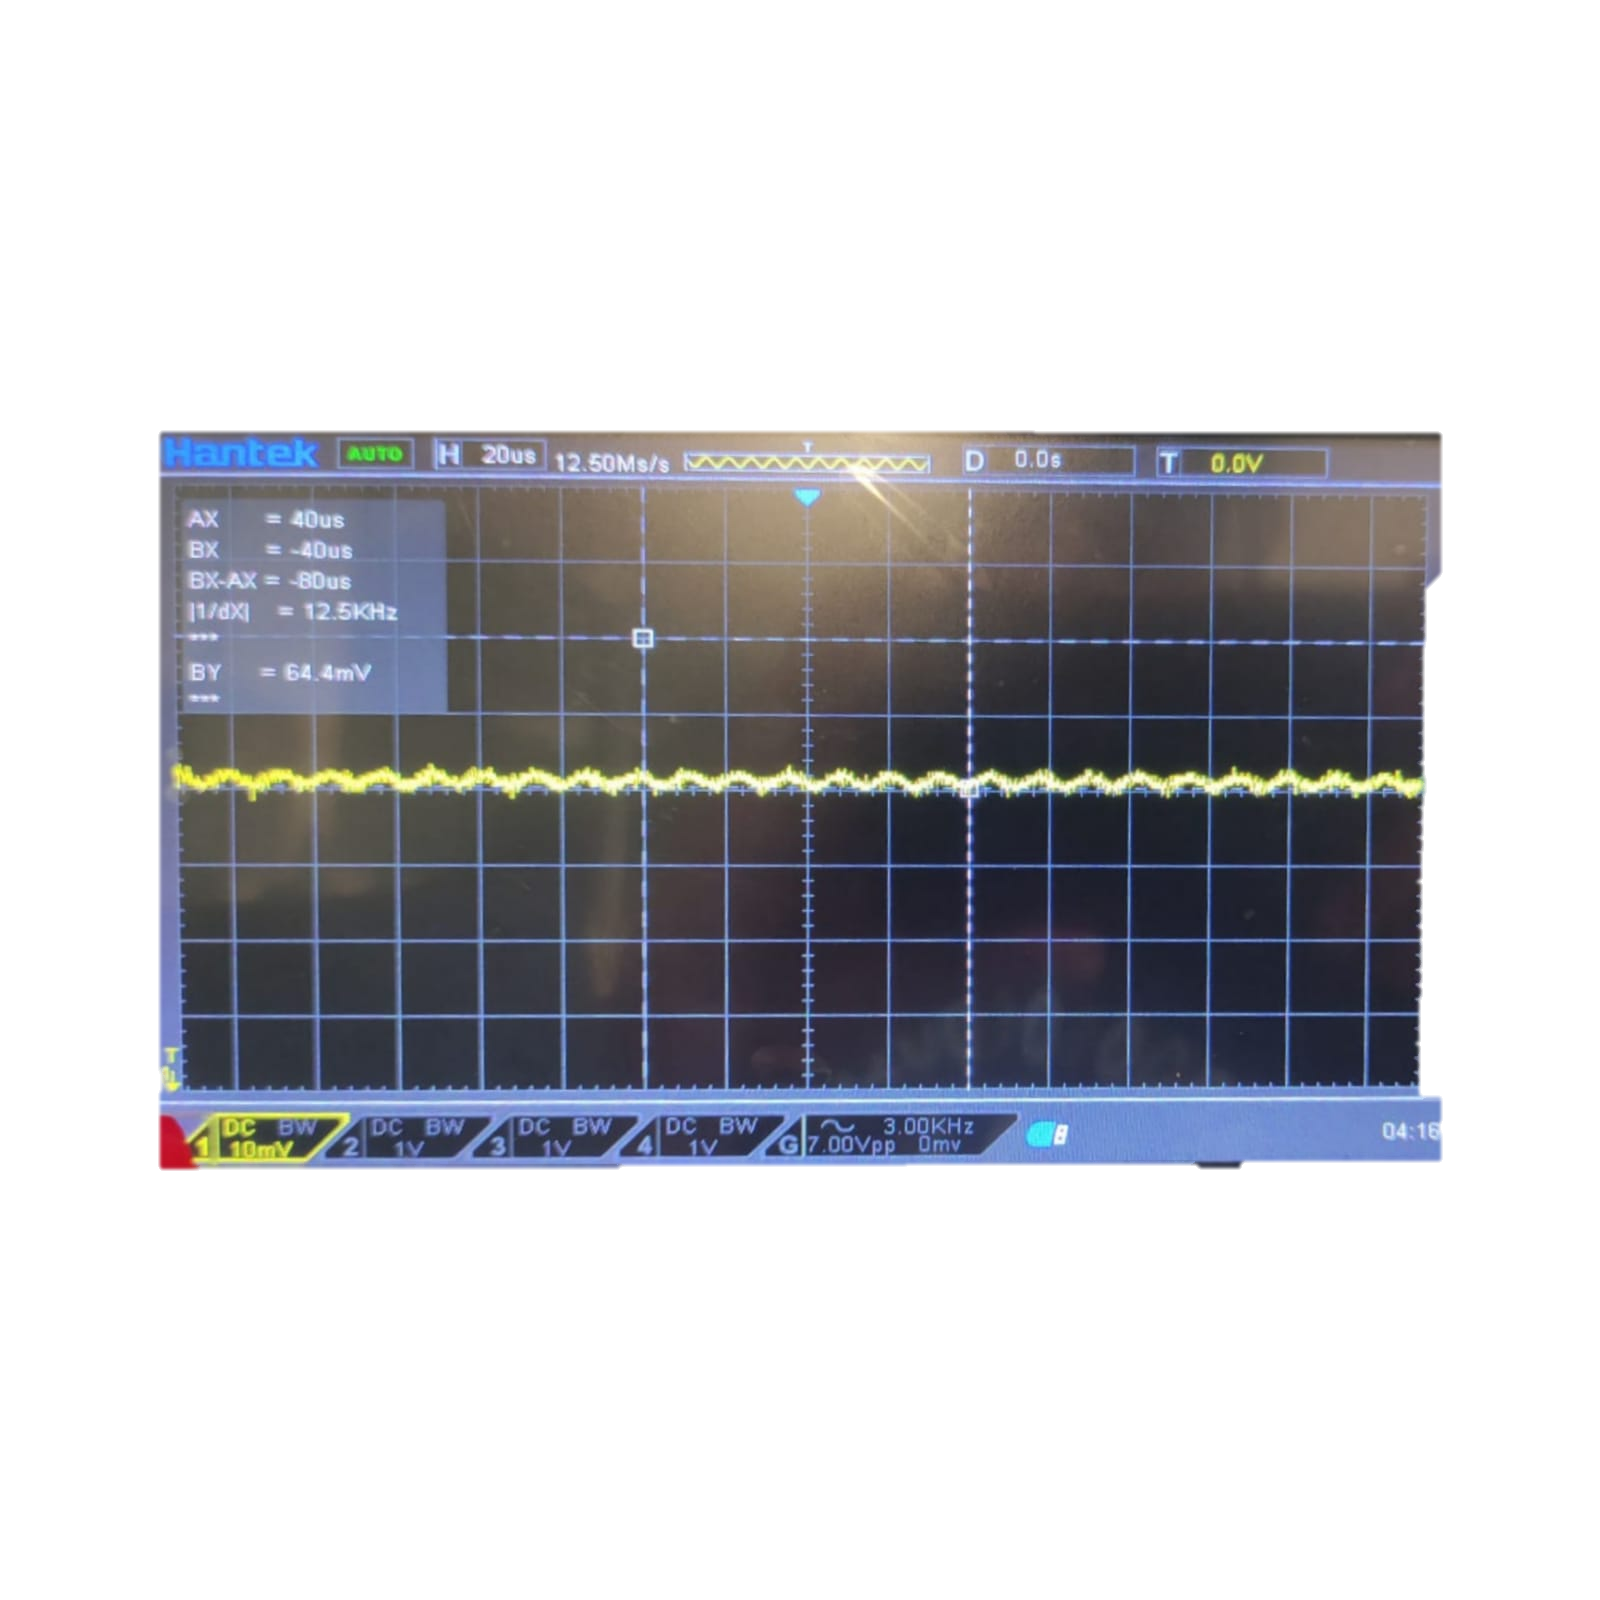 Hantek AUTO H 20us 12.50Ms/s T D 0.0s T 0.0V
AX = 40us
BX = -40us
BX-AX = -80us
|1/dX| = 12.5KHz
***
BY = 64.4mV
***
T
1 DC BW 2 DC BW 3 DC BW 4 DC BW G 3.00KHz 04:16
10mV 1V 1V 1V 7.00Vpp 0mv